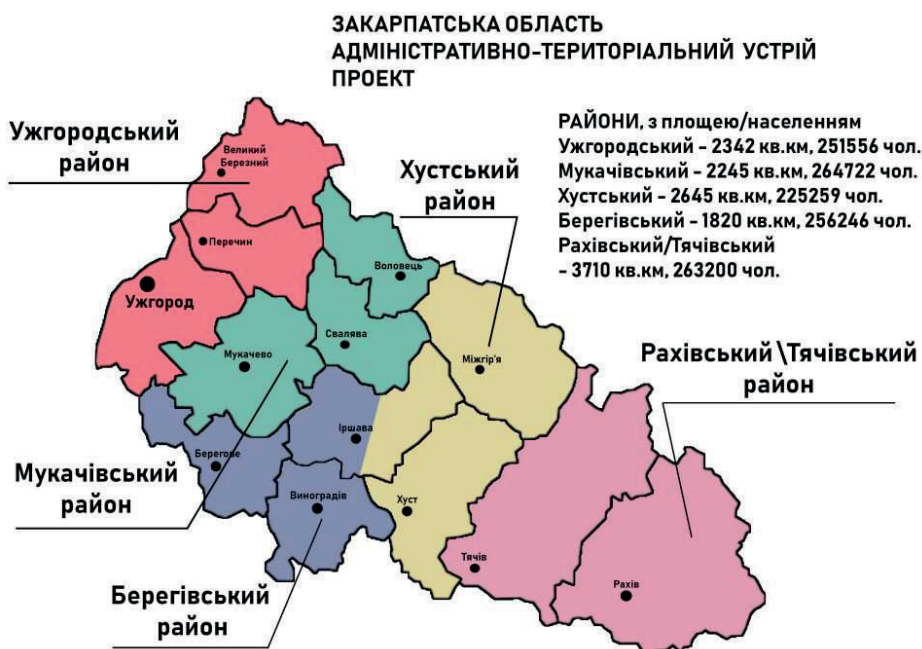 ЗАКАРПАТСЬКА ОБЛАСТЬ
АДМІНІСТРАТИВНО-ТЕРИТОРІАЛЬНИЙ УСТРІЙ
ПРОЕКТ
РАЙОНИ, з площею/населенням
Ужгородський - 2342 кв.км, 251556 чол.
Мукачівський - 2245 кв.км, 264722 чол.
Хустський - 2645 кв.км, 225259 чол.
Берегівський - 1820 кв.км, 256246 чол.
Рахівський/Тячівський
- 3710 кв.км, 263200 чол.
Ужгородський
район
Великий
Березний
Хустський
район
Перечин
Воловець
Ужгород
Свалява
Мукачево
Міжгір'я
Рахівський\Тячівський
район
Іршава
Берегове
Мукачівський
район
Виноградів
Хуст
Тячів
Рахів
Берегівський
район